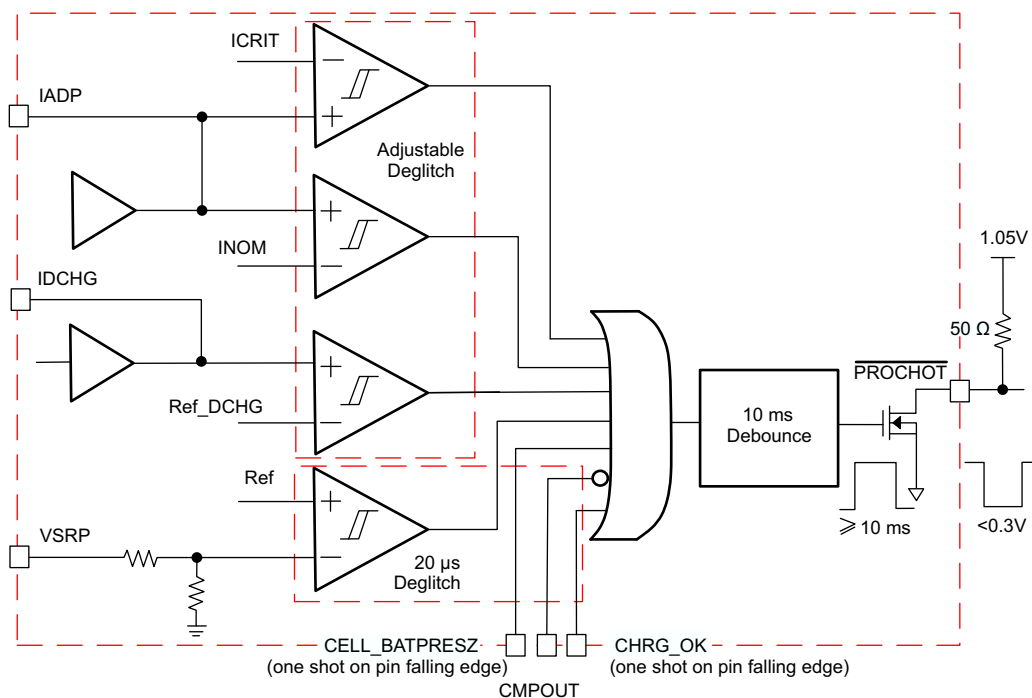 ICRIT
IADP
Adjustable
Deglitch
INOM
1.05V
IDCHG
50 Ω
PROCHOT
Ref_DCHG
10 ms
Debounce
Ref
VSRP
≥ 10 ms
<0.3V
20 µs
Deglitch
CELL_BATPRESZ
(one shot on pin falling edge)
CHRG_OK
(one shot on pin falling edge)
CMPOUT